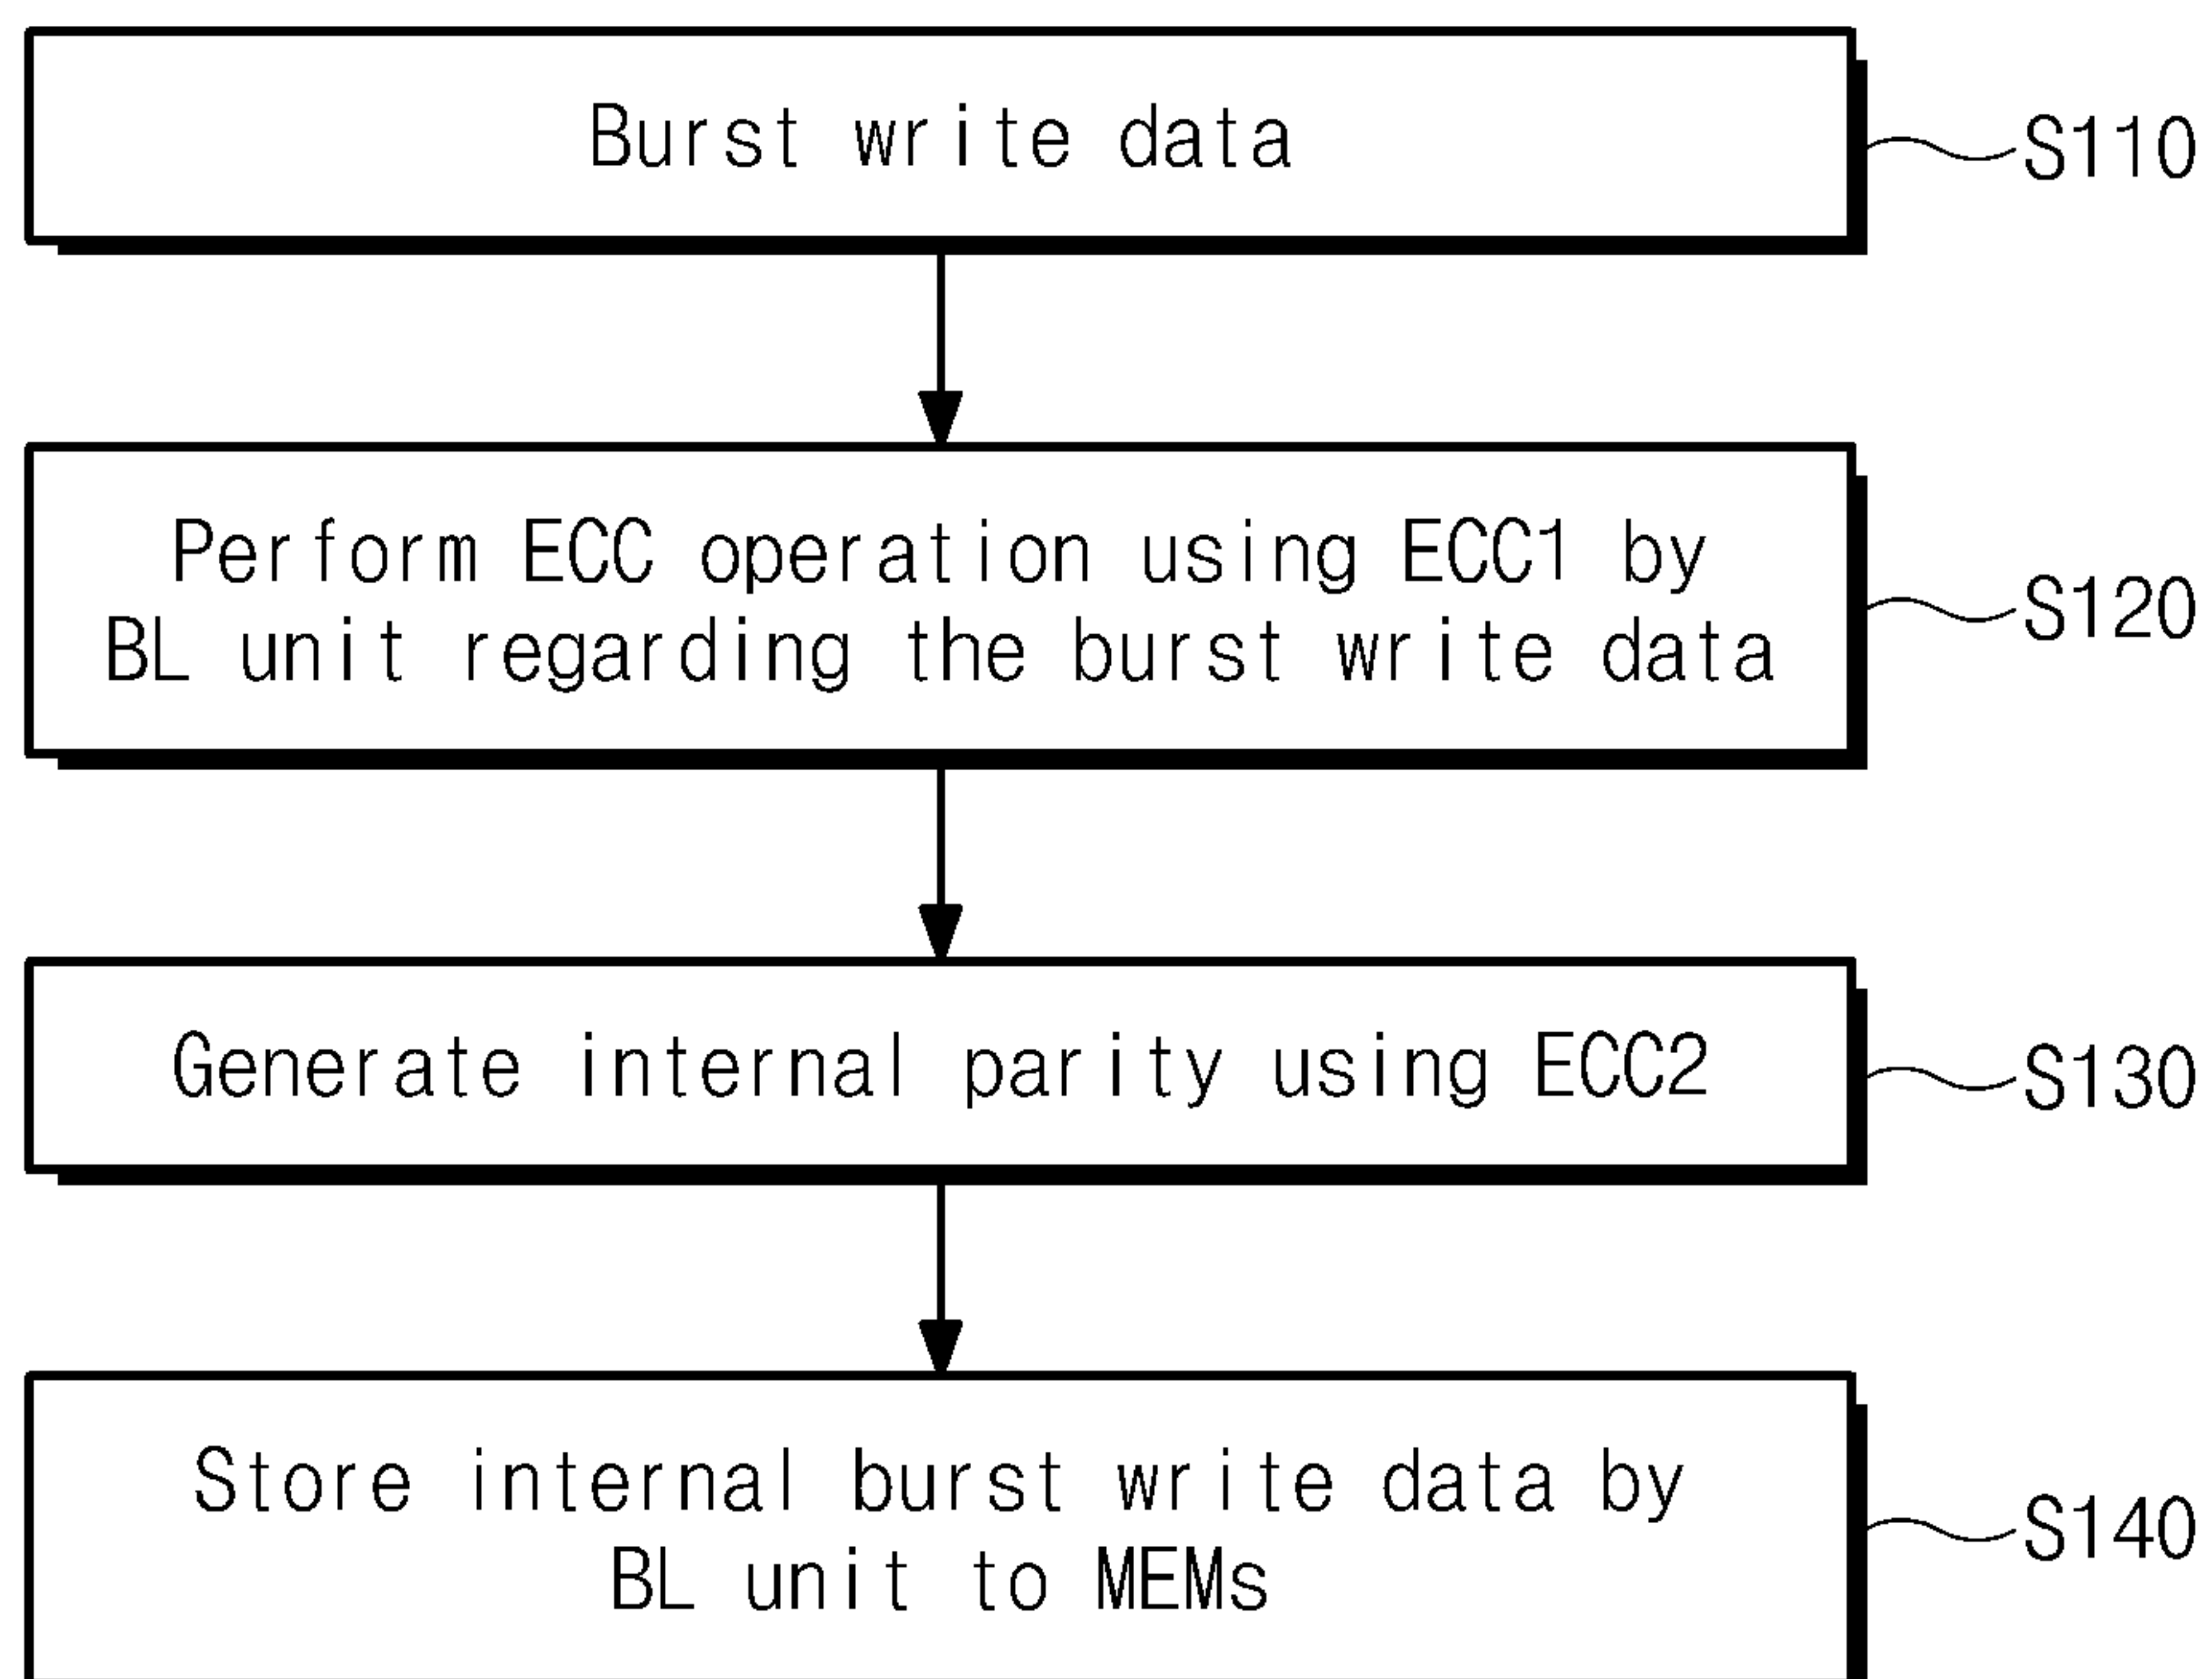 Burst write data
S110
Perform ECC operation using ECC1 by
BL unit regarding the burst write data
S120
Generate internal parity using ECC2
S130
Store internal burst write data by
BL unit to MEMs
S140